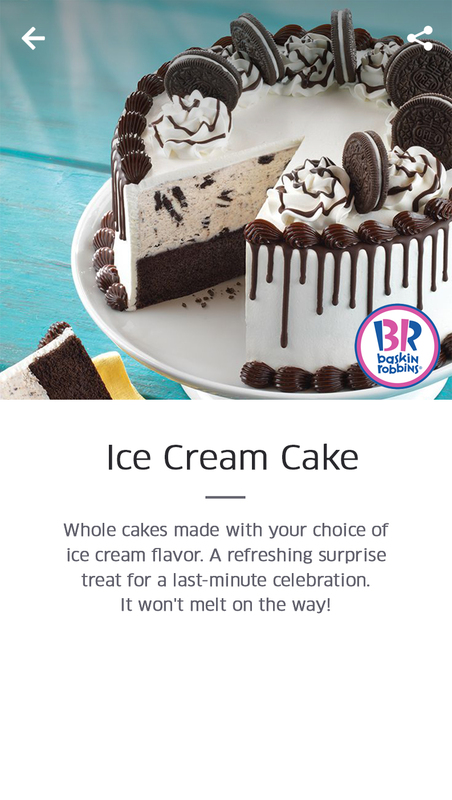 BR
baskin
robbins®
Ice Cream Cake
Whole cakes made with your choice of
ice cream flavor. A refreshing surprise
treat for a last-minute celebration.
It won't melt on the way!